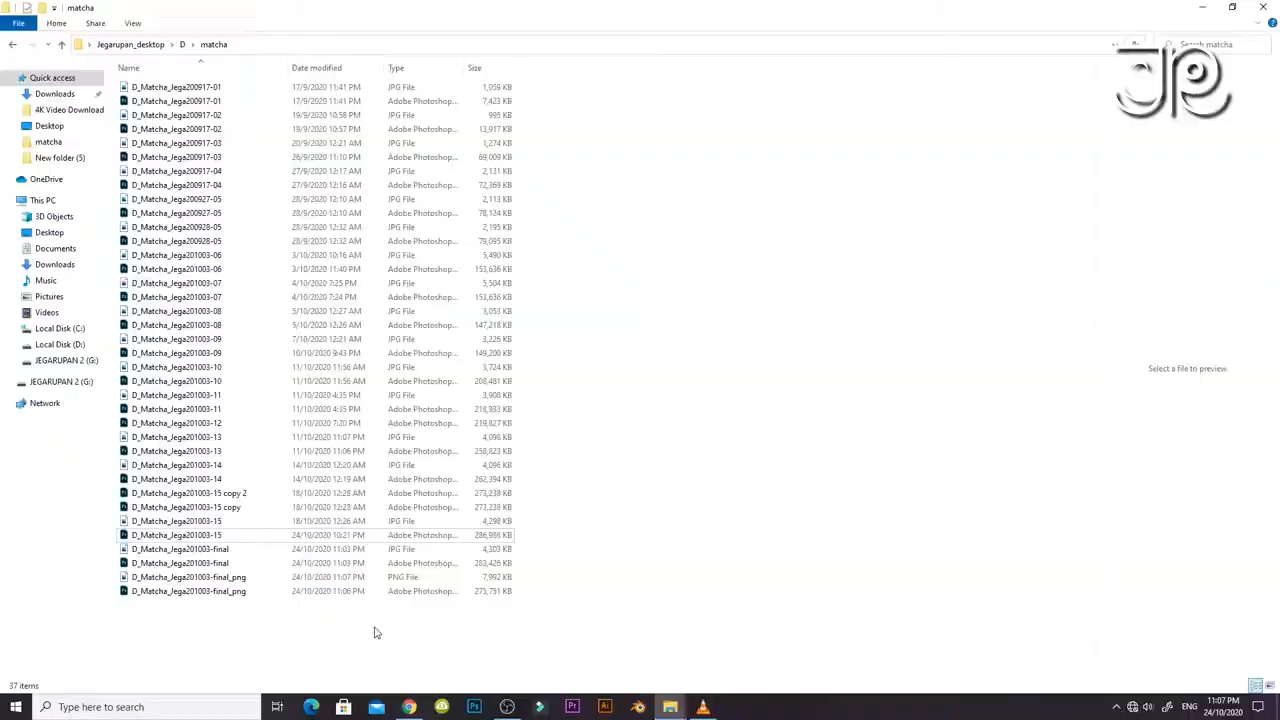 matcha
File Home Share View
Jegarupan_desktop > D > matcha
Search matcha
Name Date modified Type Size
Quick access
Downloads
4K Video Download
Desktop
matcha
New folder (5)
OneDrive
This PC
3D Objects
Desktop
Documents
Downloads
Music
Pictures
Videos
Local Disk (C:)
Local Disk (D:)
JEGARUPAN 2 (G:)
JEGARUPAN 2 (G:)
Network
D_Matcha_Jega200917-01 17/9/2020 11:41 PM JPG File 1,059 KB
D_Matcha_Jega200917-01 17/9/2020 11:41 PM Adobe Photoshop... 7,423 KB
D_Matcha_Jega200917-02 19/9/2020 10:58 PM JPG File 995 KB
D_Matcha_Jega200917-02 19/9/2020 10:57 PM Adobe Photoshop... 13,917 KB
D_Matcha_Jega200917-03 20/9/2020 12:21 AM JPG File 1,274 KB
D_Matcha_Jega200917-03 26/9/2020 11:10 PM Adobe Photoshop... 69,009 KB
D_Matcha_Jega200917-04 27/9/2020 12:17 AM JPG File 2,131 KB
D_Matcha_Jega200917-04 27/9/2020 12:16 AM Adobe Photoshop... 72,369 KB
D_Matcha_Jega200927-05 28/9/2020 12:10 AM JPG File 2,113 KB
D_Matcha_Jega200927-05 28/9/2020 12:10 AM Adobe Photoshop... 78,124 KB
D_Matcha_Jega200928-05 28/9/2020 12:32 AM JPG File 2,195 KB
D_Matcha_Jega200928-05 28/9/2020 12:32 AM Adobe Photoshop... 79,095 KB
D_Matcha_Jega201003-06 3/10/2020 10:16 AM JPG File 5,490 KB
D_Matcha_Jega201003-06 3/10/2020 11:40 PM Adobe Photoshop... 153,636 KB
D_Matcha_Jega201003-07 4/10/2020 7:25 PM JPG File 5,504 KB
D_Matcha_Jega201003-07 4/10/2020 7:24 PM Adobe Photoshop... 153,636 KB
D_Matcha_Jega201003-08 5/10/2020 12:27 AM JPG File 3,053 KB
D_Matcha_Jega201003-08 5/10/2020 12:26 AM Adobe Photoshop... 147,218 KB
D_Matcha_Jega201003-09 7/10/2020 12:21 AM JPG File 3,226 KB
D_Matcha_Jega201003-09 10/10/2020 9:43 PM Adobe Photoshop... 149,200 KB
D_Matcha_Jega201003-10 11/10/2020 11:56 AM JPG File 3,724 KB
D_Matcha_Jega201003-10 11/10/2020 11:56 AM Adobe Photoshop... 208,481 KB
D_Matcha_Jega201003-11 11/10/2020 4:35 PM JPG File 3,908 KB
D_Matcha_Jega201003-11 11/10/2020 4:35 PM Adobe Photoshop... 218,933 KB
D_Matcha_Jega201003-12 11/10/2020 7:20 PM Adobe Photoshop... 219,827 KB
D_Matcha_Jega201003-13 11/10/2020 11:07 PM JPG File 4,098 KB
D_Matcha_Jega201003-13 11/10/2020 11:06 PM Adobe Photoshop... 258,823 KB
D_Matcha_Jega201003-14 14/10/2020 12:20 AM JPG File 4,096 KB
D_Matcha_Jega201003-14 14/10/2020 12:19 AM Adobe Photoshop... 262,394 KB
D_Matcha_Jega201003-15 copy 2 18/10/2020 12:28 AM Adobe Photoshop... 273,238 KB
D_Matcha_Jega201003-15 copy 18/10/2020 12:28 AM Adobe Photoshop... 273,238 KB
D_Matcha_Jega201003-15 18/10/2020 12:26 AM JPG File 4,298 KB
D_Matcha_Jega201003-15 24/10/2020 10:21 PM Adobe Photoshop... 286,986 KB
D_Matcha_Jega201003-final 24/10/2020 11:03 PM JPG File 4,303 KB
D_Matcha_Jega201003-final 24/10/2020 11:03 PM Adobe Photoshop... 283,426 KB
D_Matcha_Jega201003-final_png 24/10/2020 11:07 PM PNG File 7,992 KB
D_Matcha_Jega201003-final_png 24/10/2020 11:06 PM Adobe Photoshop... 275,751 KB
Select a file to preview.
37 items
Type here to search
ENG
11:07 PM
24/10/2020